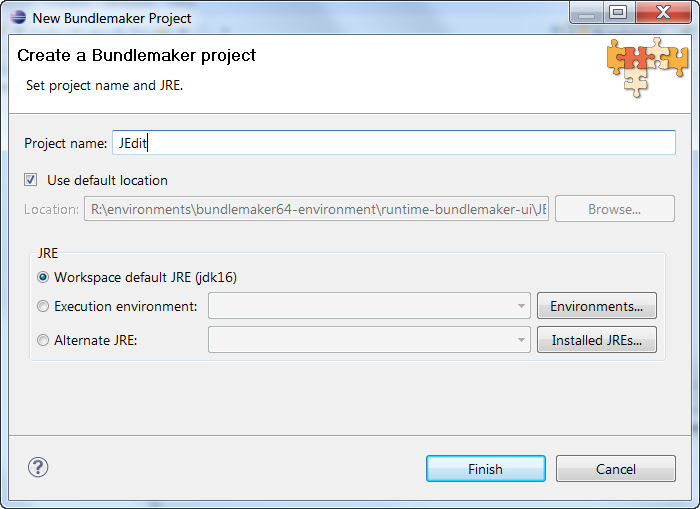 New Bundlemaker Project
Create a Bundlemaker project
Set project name and JRE.
Project name: JEdit
Use default location
Location: R:\environments\bundlemaker64-environment\runtime-bundlemaker-ui\JE Browse...
JRE
Workspace default JRE (jdk16)
Execution environment: Environments...
Alternate JRE: Installed JREs...
? Finish Cancel